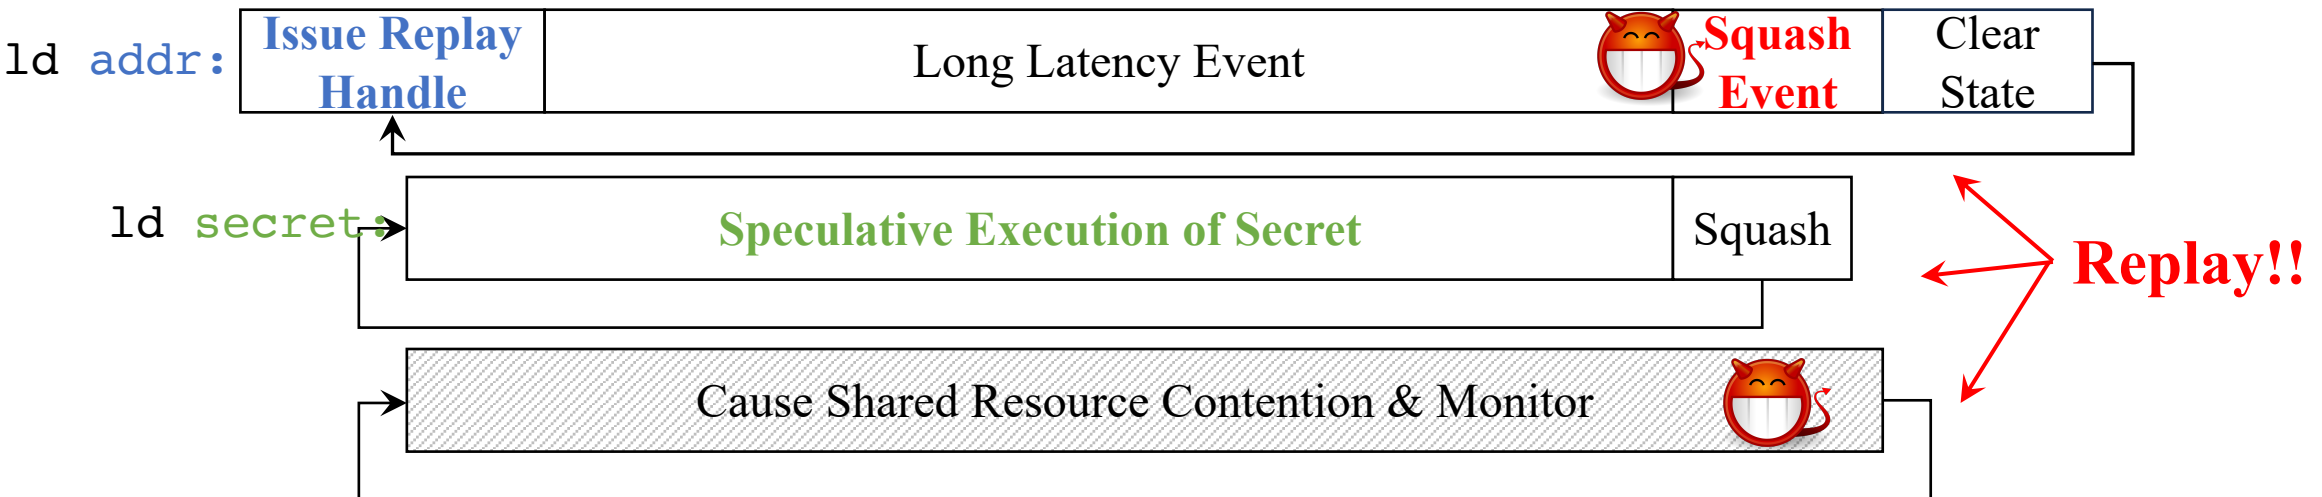 ld addr:
Issue Replay
Handle
Long Latency Event
Squash
Event
Clear
State
ld secret:
Speculative Execution of Secret
Squash
Replay!!
Cause Shared Resource Contention & Monitor